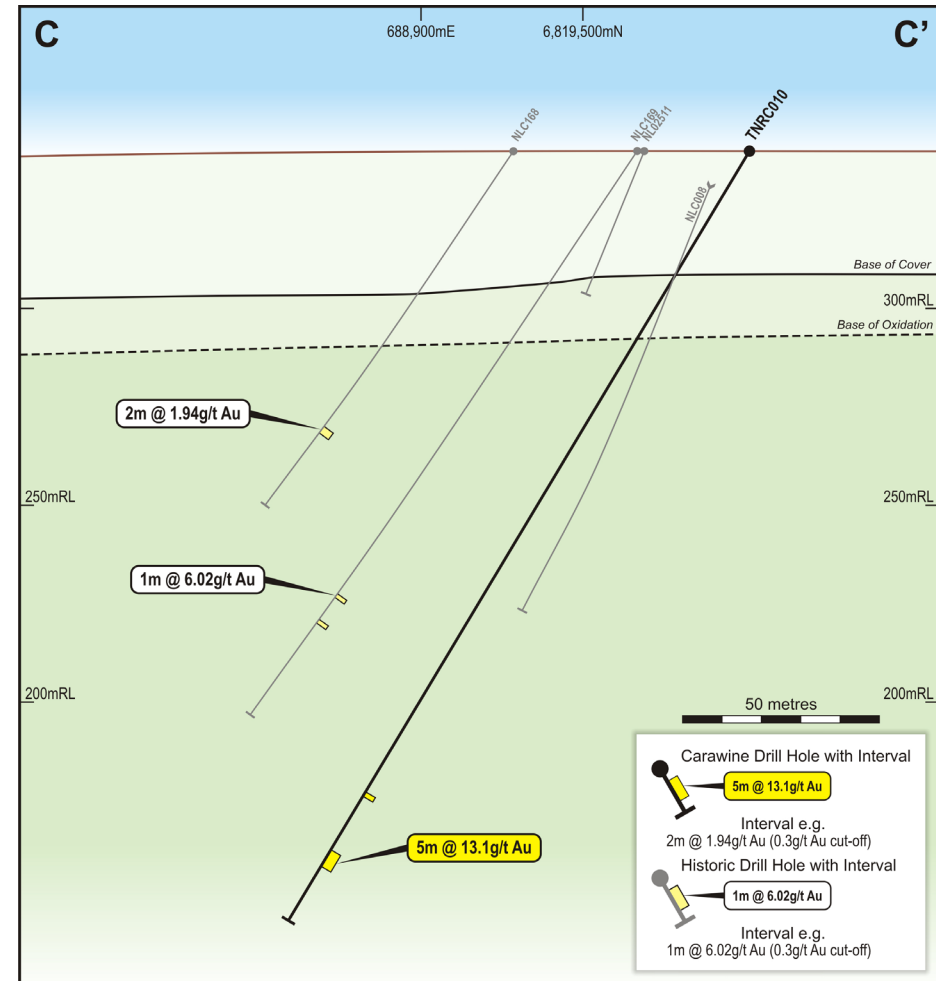 C
C’
688,900mE
6,819,500mN
NLC168
NLC169
NL02511
TNRC010
NLC008
Base of Cover
300mRL
Base of Oxidation
2m @ 1.94g/t Au
250mRL
250mRL
1m @ 6.02g/t Au
200mRL
200mRL
50 metres
Carawine Drill Hole with Interval
5m @ 13.1g/t Au
Interval e.g.
2m @ 1.94g/t Au (0.3g/t Au cut-off)
Historic Drill Hole with Interval
1m @ 6.02g/t Au
Interval e.g.
1m @ 6.02g/t Au (0.3g/t Au cut-off)
5m @ 13.1g/t Au